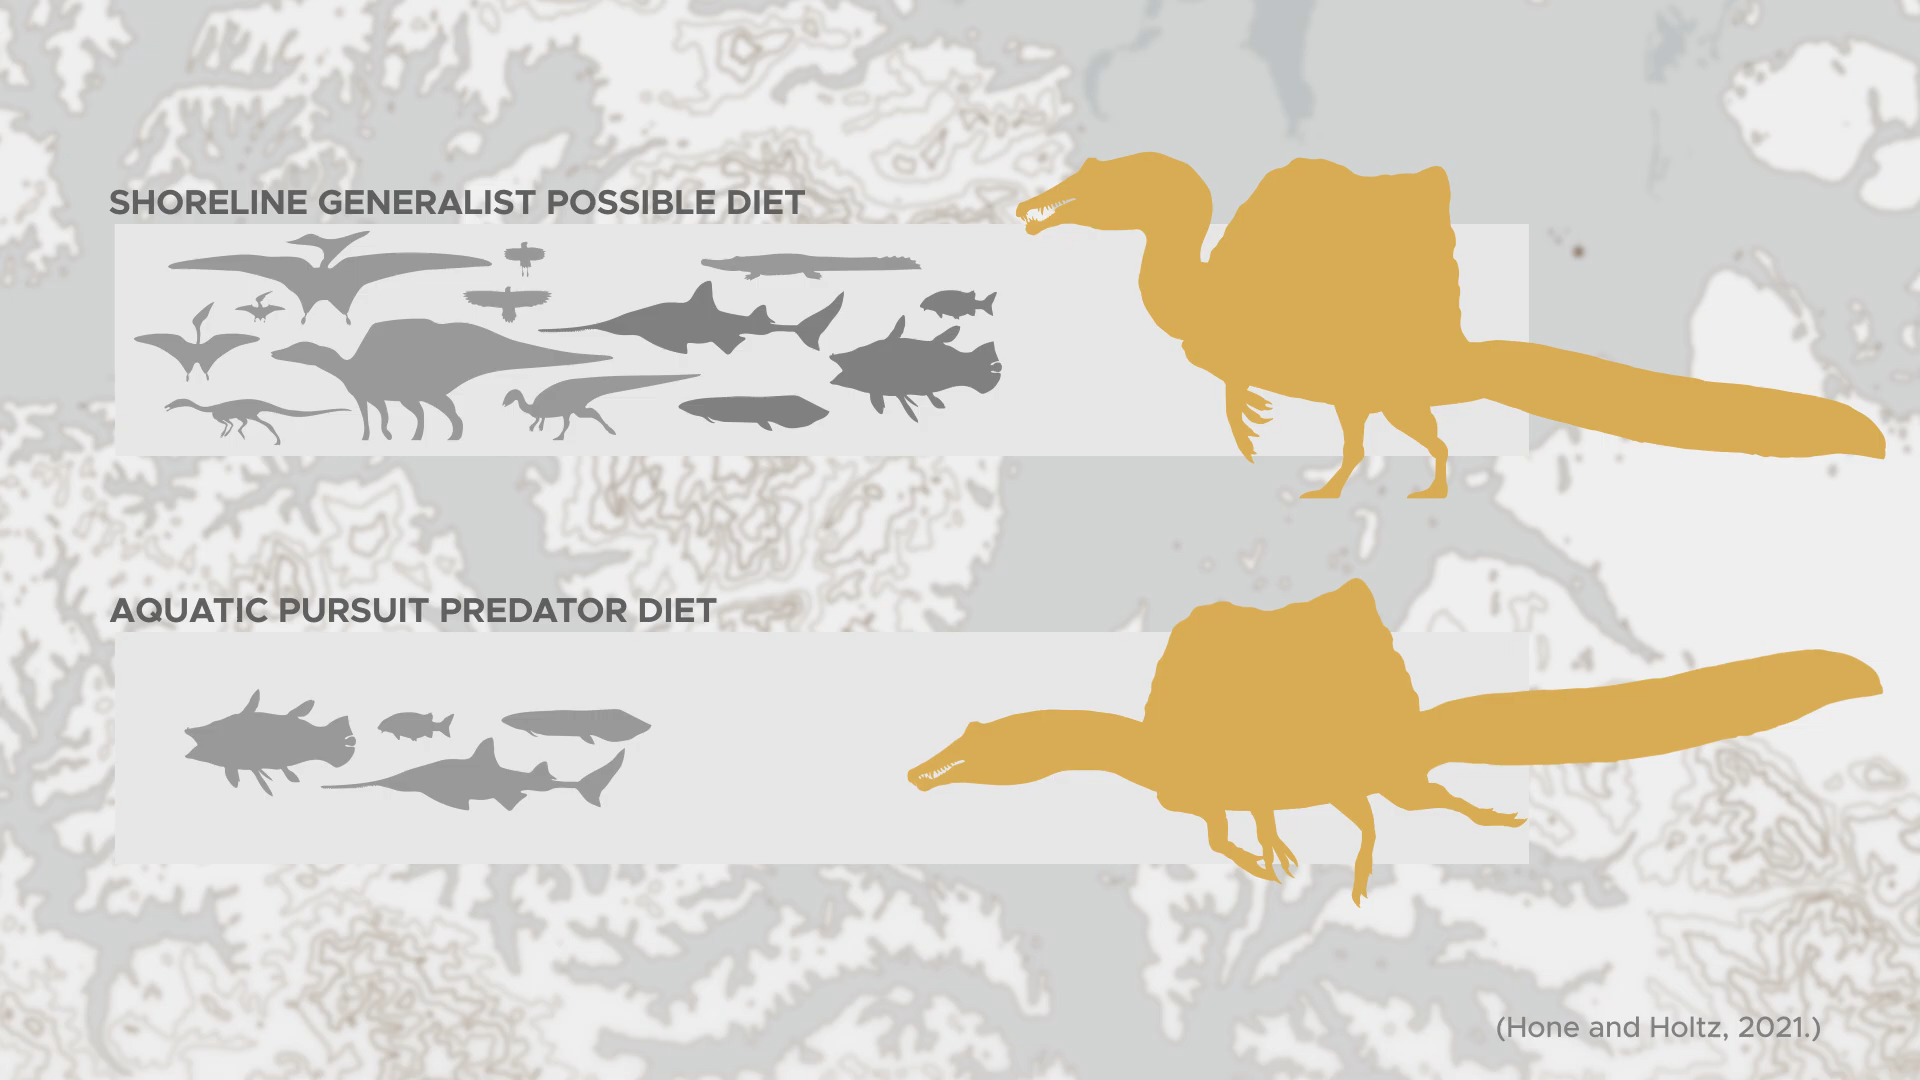 SHORELINE GENERALIST POSSIBLE DIET
AQUATIC PURSUIT PREDATOR DIET
(Hone and Holtz, 2021.)